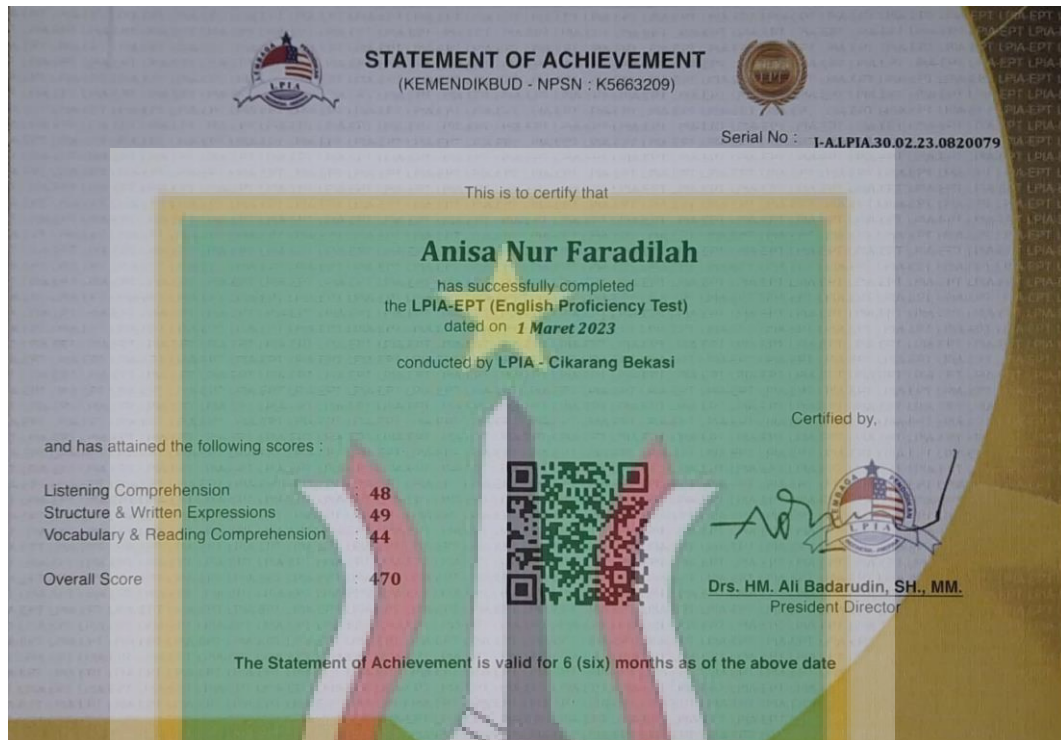 STATEMENT OF ACHIEVEMENT
(KEMENDIKBUD - NPSN : K5663209)
Serial No : I-A.LPIA.30.02.23.0820079
This is to certify that
Anisa Nur Faradilah
has successfully completed
the LPIA-EPT (English Proficiency Test)
dated on 1 Maret 2023
conducted by LPIA - Cikarang Bekasi
Certified by,
and has attained the following scores :
Listening Comprehension : 48
Structure & Written Expressions : 49
Vocabulary & Reading Comprehension : 44
Overall Score : 470
LPIA
LPIA
Drs. HM. Ali Badarudin, SH., MM.
President Director
The Statement of Achievement is valid for 6 (six) months as of the above date